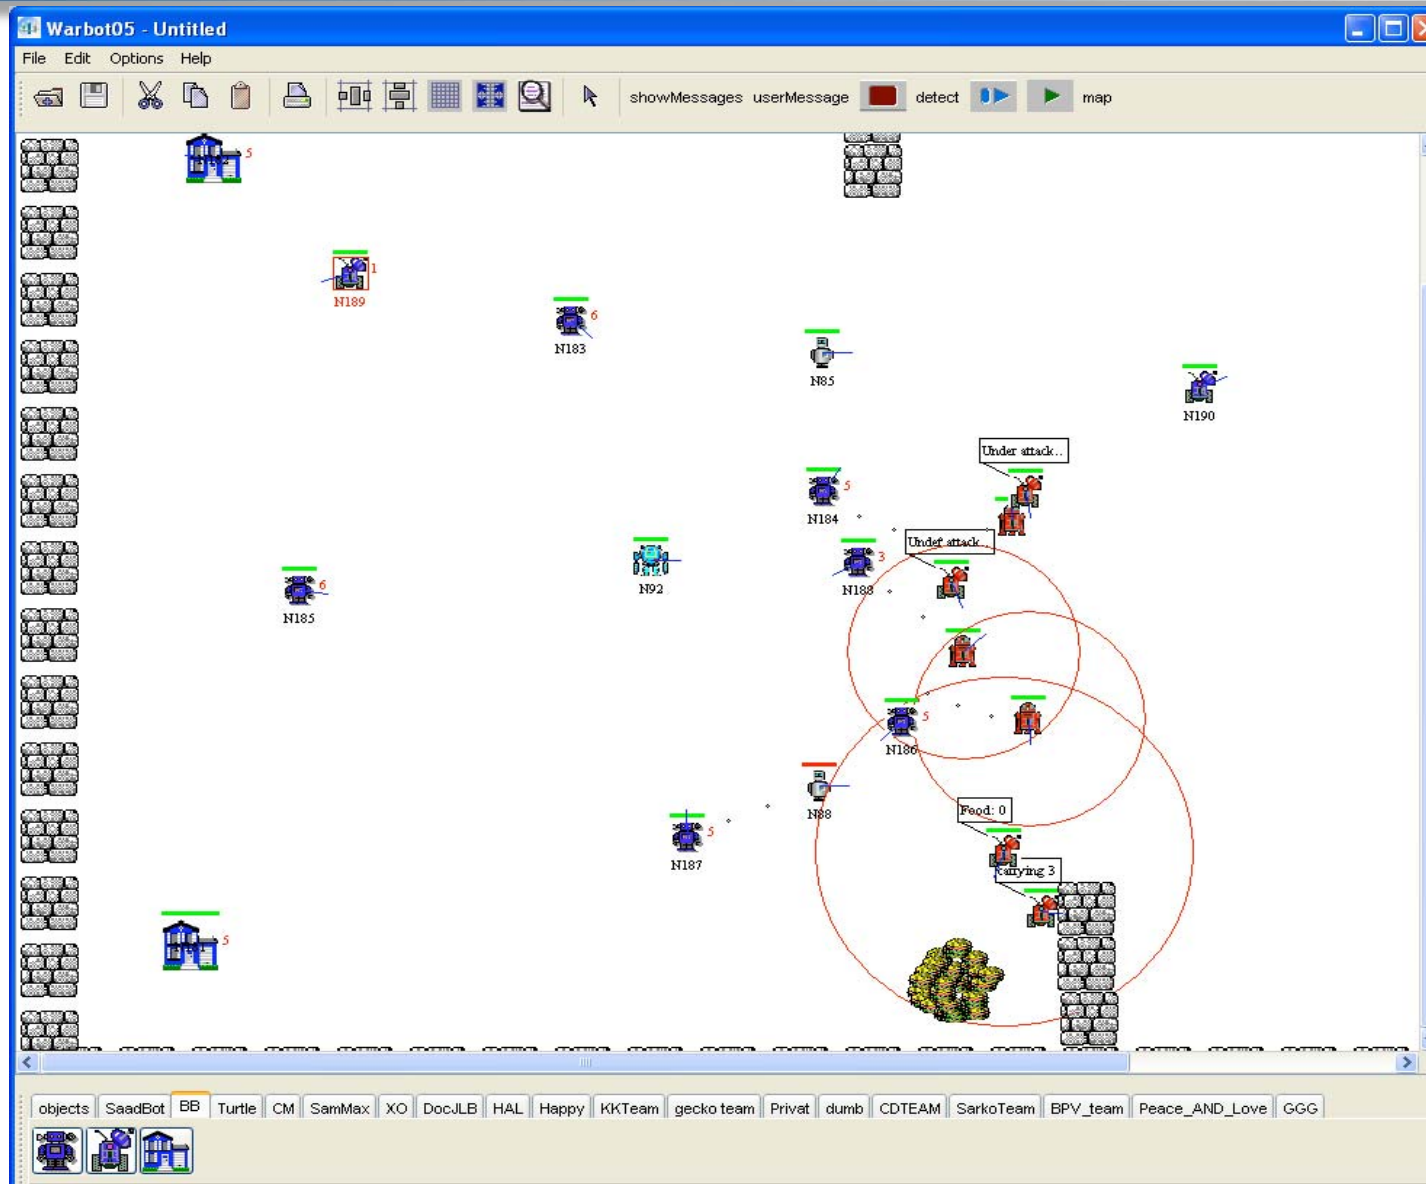 Warbot05 - Untitled
File Edit Options Help
showMessages userMessage detect map
5
1
N189
6
N183
N85
N190
Under attack..
5
N184
Under attack..
3
N188
N92
6
N185
5
N186
N88
Food: 0
5
N187
carrying 3
5
objects SaadBot BB Turtle CM SamMax XO DocJLB HAL Happy KKTeam gecko team Privat dumb CDTEAM SarkoTeam BPV_team Peace_AND_Love GGG